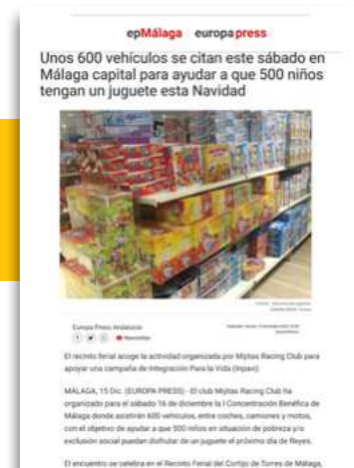 epMálaga europapress
Unos 600 vehículos se citan este sábado en
Málaga capital para ayudar a que 500 niños
tengan un juguete esta Navidad
Europa Press Andalucía
Newsletter
El recinto ferial acoge la actividad organizada por Mijitas Racing Club para
apoyar una campaña de Integración Para la Vida (Inpavi)
MÁLAGA, 15 Dic. (EUROPA PRESS) - El club Mijitas Racing Club ha
organizado para el sábado 16 de diciembre la I Concentración Benéfica de
Málaga donde asistirán 600 vehículos, entre coches, camiones y motos,
con el objetivo de ayudar a que 500 niños en situación de pobreza y/o
exclusión social puedan disfrutar de un juguete el próximo día de Reyes.
El encuentro se celebra en el Recinto Ferial del Cortijo de Torres de Málaga,